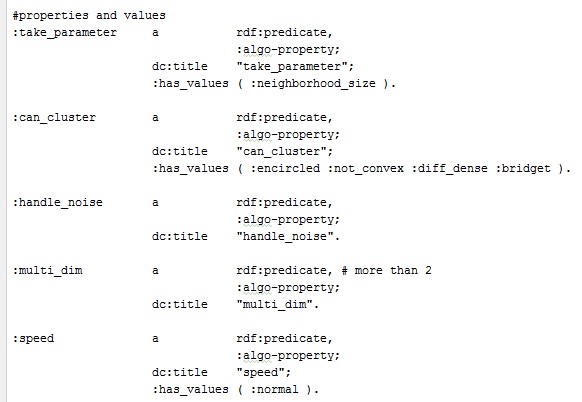 #properties and values
:take_parameter a rdf:predicate,
:algo-property;
dc:title "take_parameter";
:has_values ( :neighborhood_size ).
:can_cluster a rdf:predicate,
:algo-property;
dc:title "can_cluster";
:has_values ( :encircled :not_convex :diff_dense :bridget ).
:handle_noise a rdf:predicate,
:algo-property;
dc:title "handle_noise".
:multi_dim a rdf:predicate, # more than 2
:algo-property;
dc:title "multi_dim".
:speed a rdf:predicate,
:algo-property;
dc:title "speed";
:has_values ( :normal ).